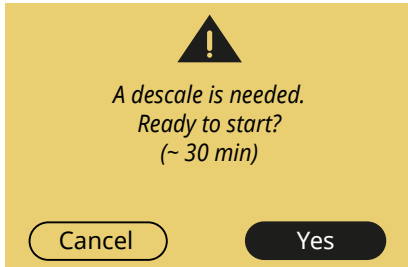 A descale is needed.
Ready to start?
(~ 30 min)
Cancel
Yes